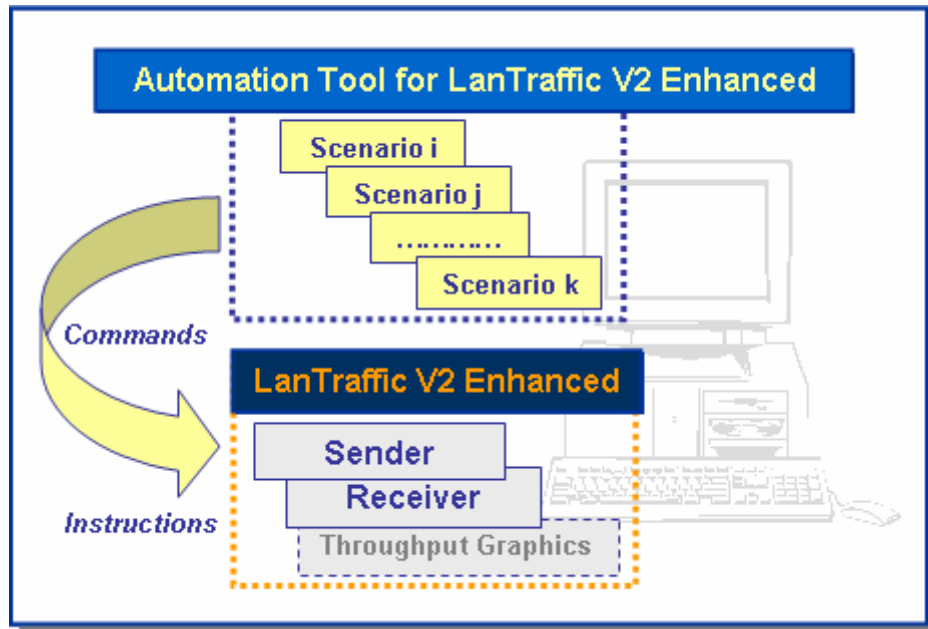 Automation Tool for LanTraffic V2 Enhanced
Scenario i
Scenario j
............
Scenario k
Commands
LanTraffic V2 Enhanced
Sender
Receiver
Instructions
Throughput Graphics